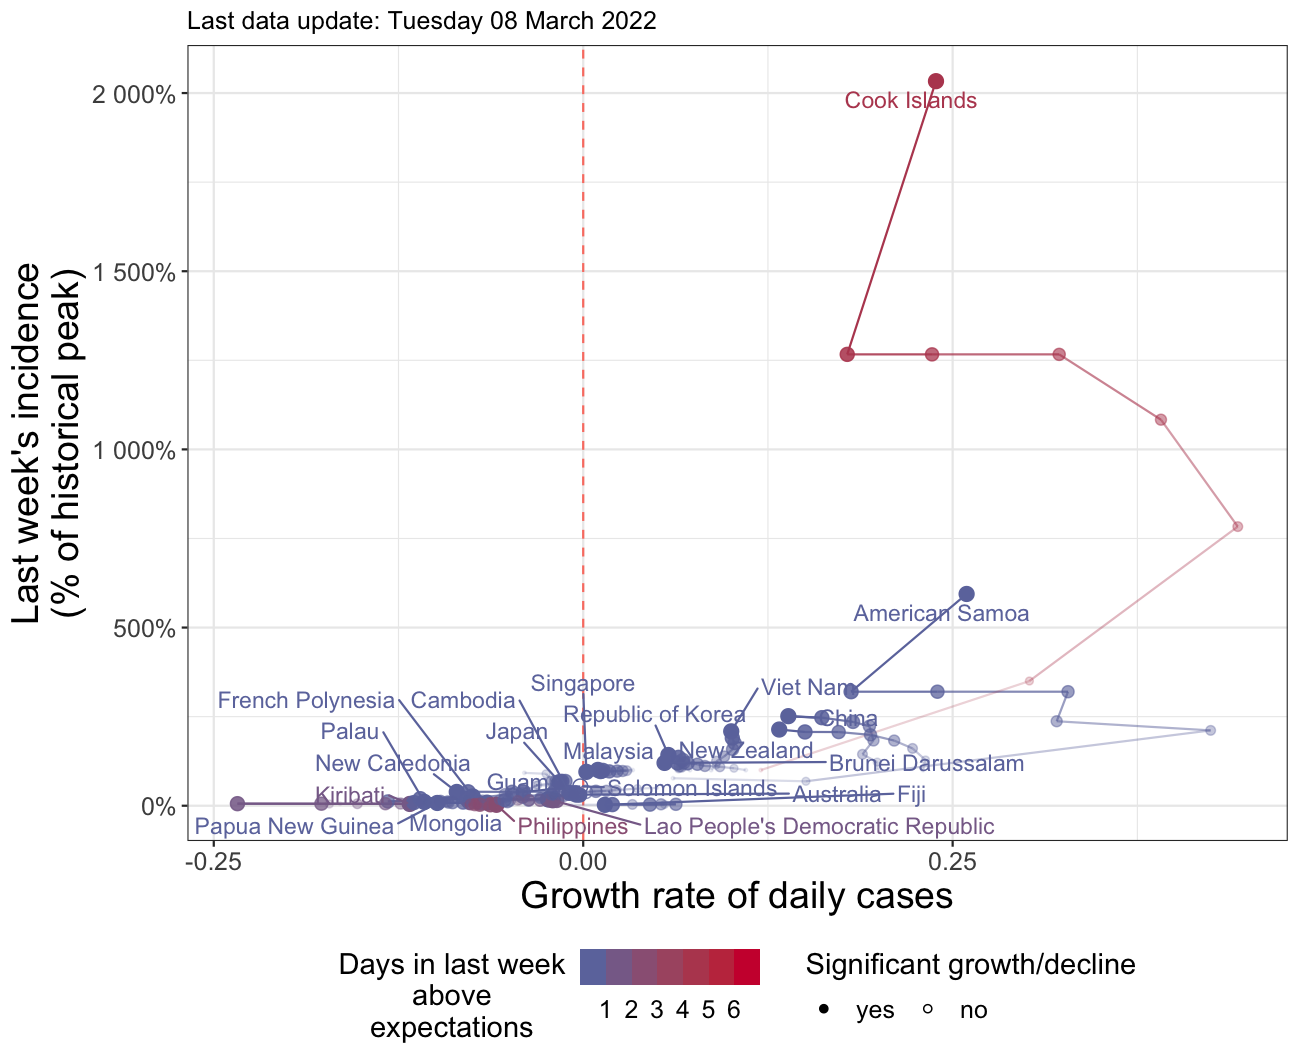 Last data update: Tuesday 08 March 2022
2 000%
1 500%
1 000%
500%
0%
Last week's incidence
(% of historical peak)
Cook Islands
American Samoa
Singapore
Viet Nam
French Polynesia
Cambodia
Republic of Korea
China
Palau
Japan
Malaysia
New Zealand
New Caledonia
Brunei Darussalam
Guam
Solomon Islands
Kiribati
Australia
Fiji
Papua New Guinea
Mongolia
Philippines
Lao People's Democratic Republic
-0.25
0.00
0.25
Growth rate of daily cases
Days in last week
above
expectations
1 2 3 4 5 6
Significant growth/decline
yes
no